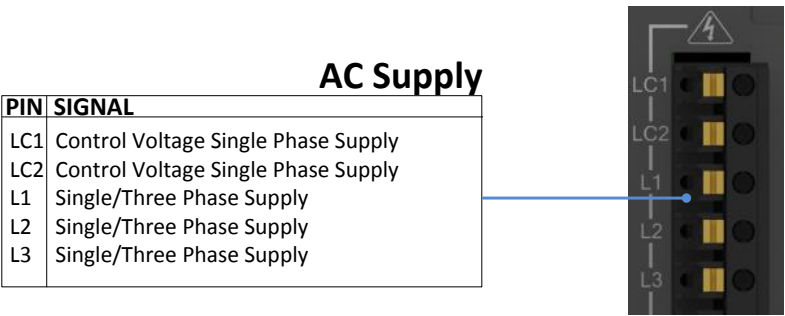 AC Supply
PIN SIGNAL
LC1 Control Voltage Single Phase Supply
LC2 Control Voltage Single Phase Supply
L1 Single/Three Phase Supply
L2 Single/Three Phase Supply
L3 Single/Three Phase Supply
LC1
LC2
L1
L2
L3